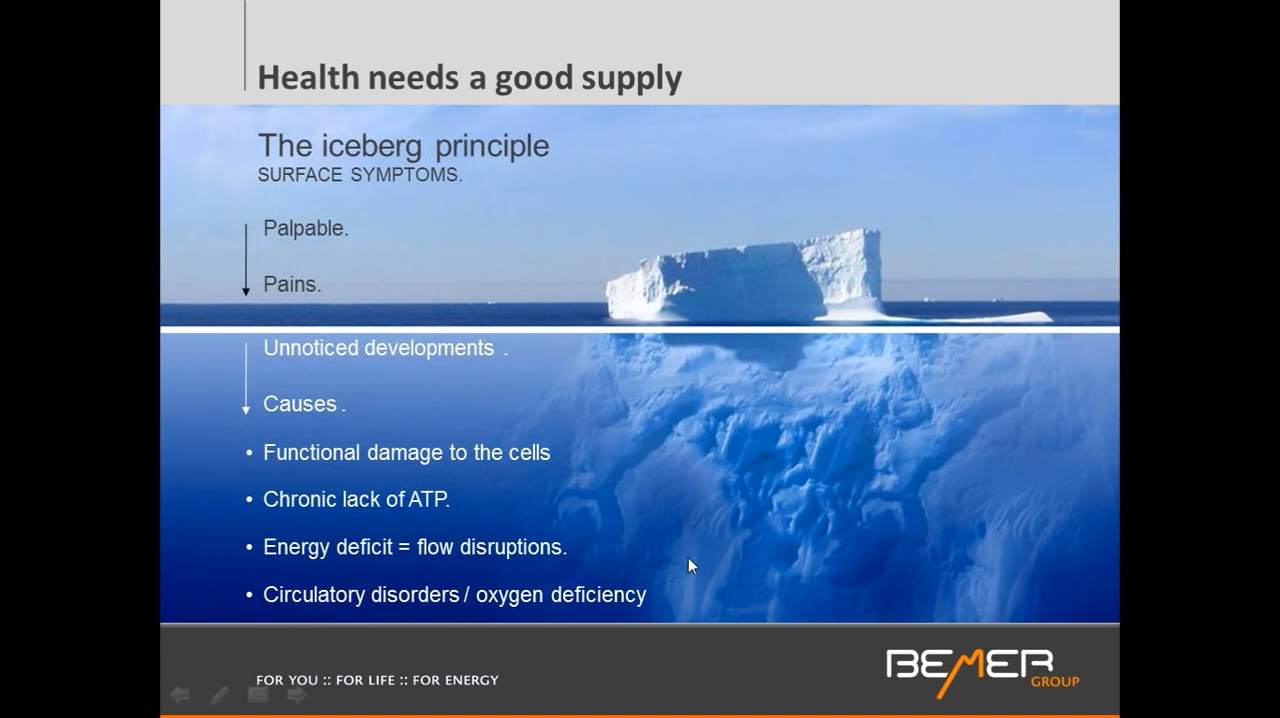 Health needs a good supply
The iceberg principle
SURFACE SYMPTOMS.
Palpable.
Pains.
Unnoticed developments .
Causes .
• Functional damage to the cells
• Chronic lack of ATP.
• Energy deficit = flow disruptions.
• Circulatory disorders / oxygen deficiency
FOR YOU :: FOR LIFE :: FOR ENERGY
BEMER
GROUP